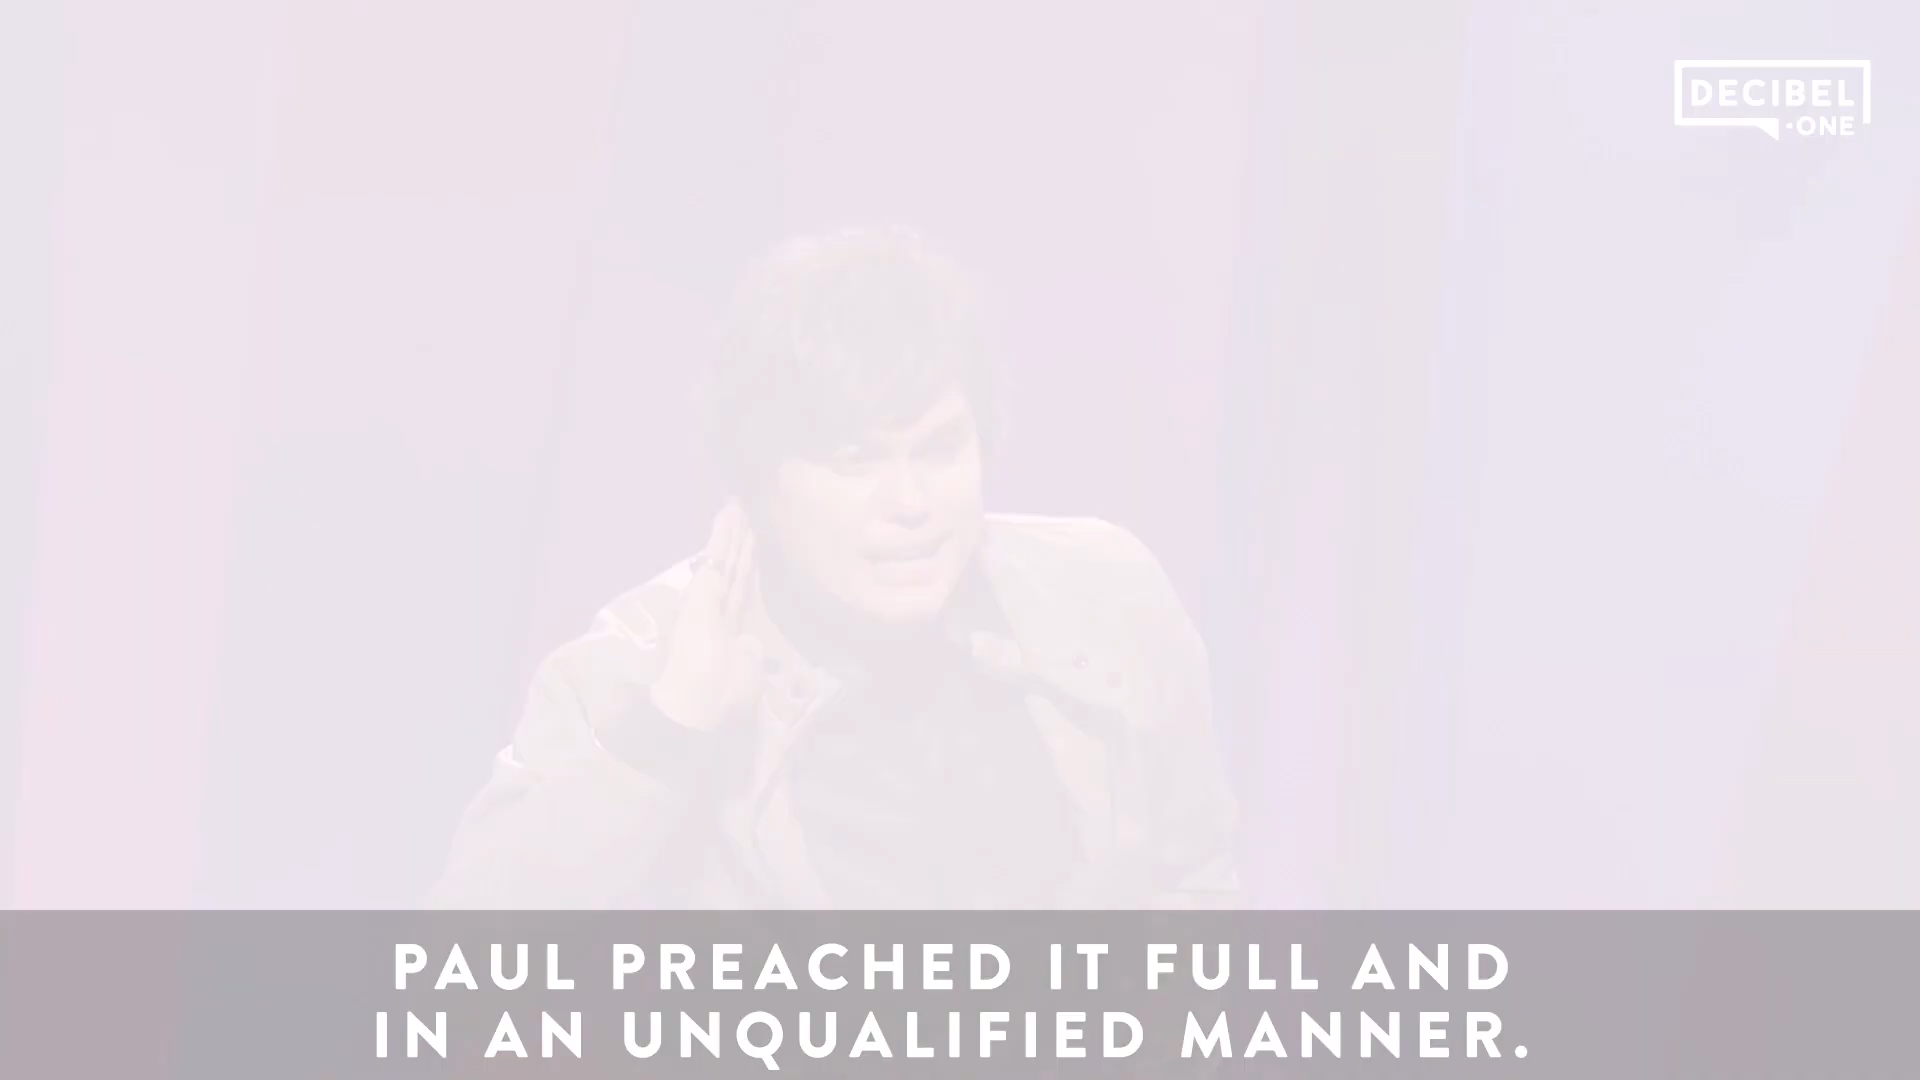 DECIBEL
·ONE
PAUL PREACHED IT FULL AND
IN AN UNQUALIFIED MANNER.